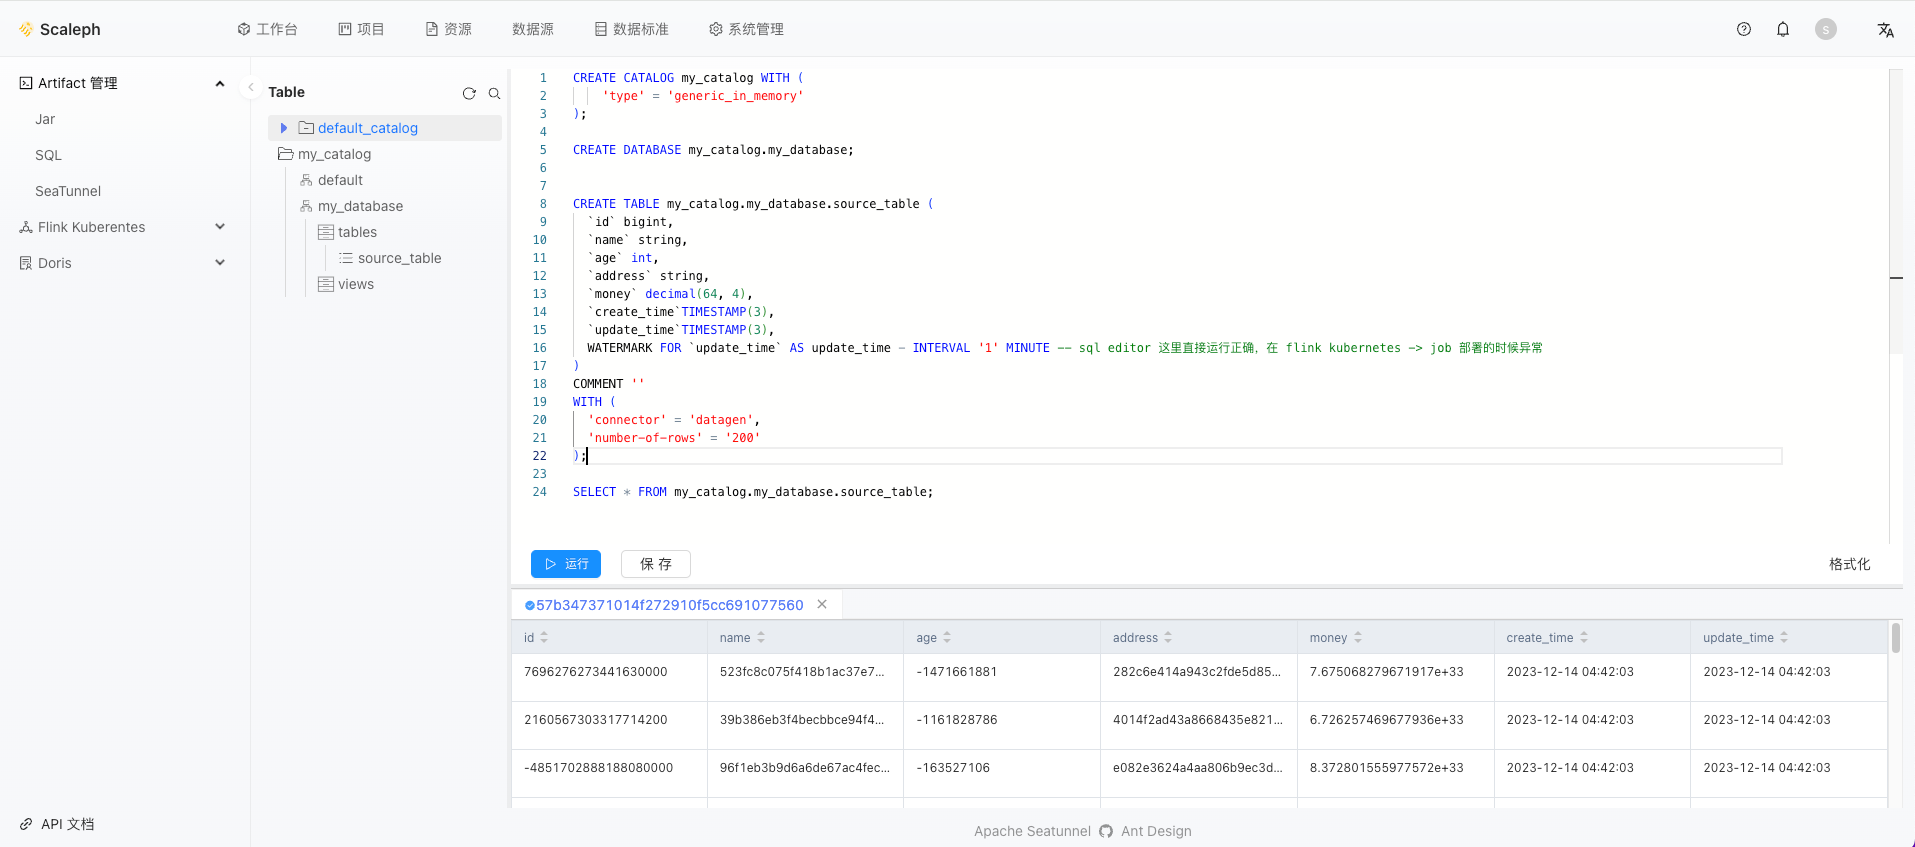 Scaleph
工作台
项目
资源
数据源
数据标准
系统管理
S
Artifact 管理
Jar
SQL
SeaTunnel
Flink Kuberentes
Doris
API 文档
Table
default_catalog
my_catalog
default
my_database
tables
source_table
views
1 CREATE CATALOG my_catalog WITH (
2 'type' = 'generic_in_memory'
3 );
4
5 CREATE DATABASE my_catalog.my_database;
6
7
8 CREATE TABLE my_catalog.my_database.source_table (
9 `id` bigint,
10 `name` string,
11 `age` int,
12 `address` string,
13 `money` decimal(64, 4),
14 `create_time`TIMESTAMP(3),
15 `update_time`TIMESTAMP(3),
16 WATERMARK FOR `update_time` AS update_time - INTERVAL '1' MINUTE -- sql editor 这里直接运行正确，在 flink kubernetes -> job 部署的时候异常
17 )
18 COMMENT ''
19 WITH (
20 'connector' = 'datagen',
21 'number-of-rows' = '200'
22 );
23
24 SELECT * FROM my_catalog.my_database.source_table;
运行
保 存
格式化
57b347371014f272910f5cc691077560
id name age address money create_time update_time
7696276273441630000 523fc8c075f418b1ac37e7... -1471661881 282c6e414a943c2fde5d85... 7.675068279671917e+33 2023-12-14 04:42:03 2023-12-14 04:42:03
2160567303317714200 39b386eb3f4becbbce94f4... -1161828786 4014f2ad43a8668435e821... 6.726257469677936e+33 2023-12-14 04:42:03 2023-12-14 04:42:03
-4851702888188080000 96f1eb3b9d6a6de67ac4fec... -163527106 e082e3624a4aa806b9ec3d... 8.372801555977572e+33 2023-12-14 04:42:03 2023-12-14 04:42:03
Apache Seatunnel Ant Design